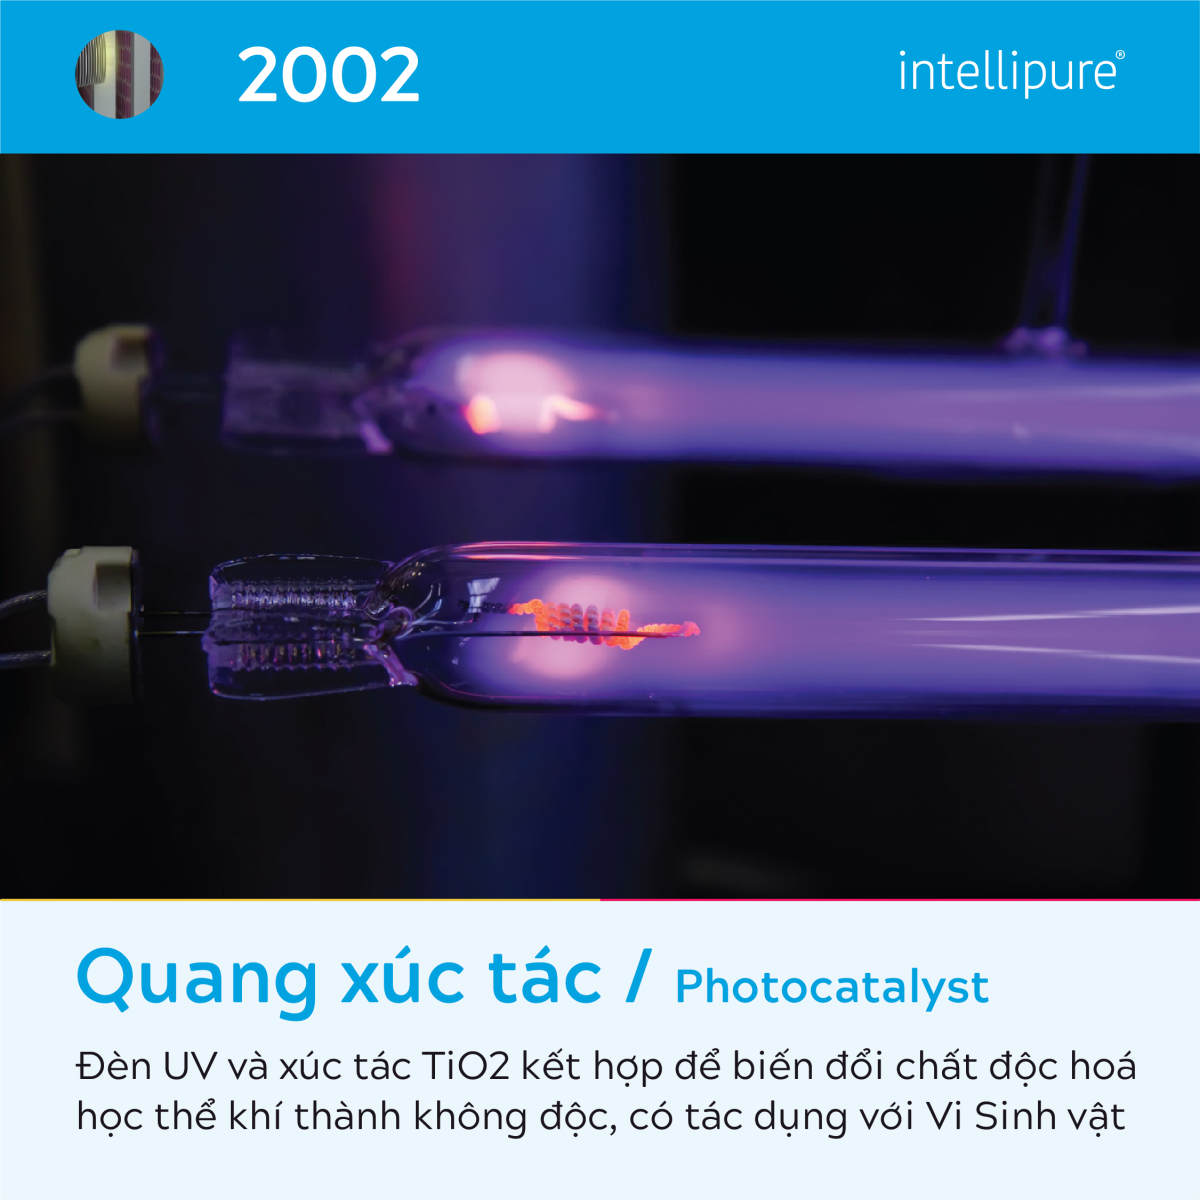 2002
intellipure®
Quang xúc tác / Photocatalyst
Đèn UV và xúc tác TiO2 kết hợp để biến đổi chất độc hoá
học thể khí thành không độc, có tác dụng với Vi Sinh vật